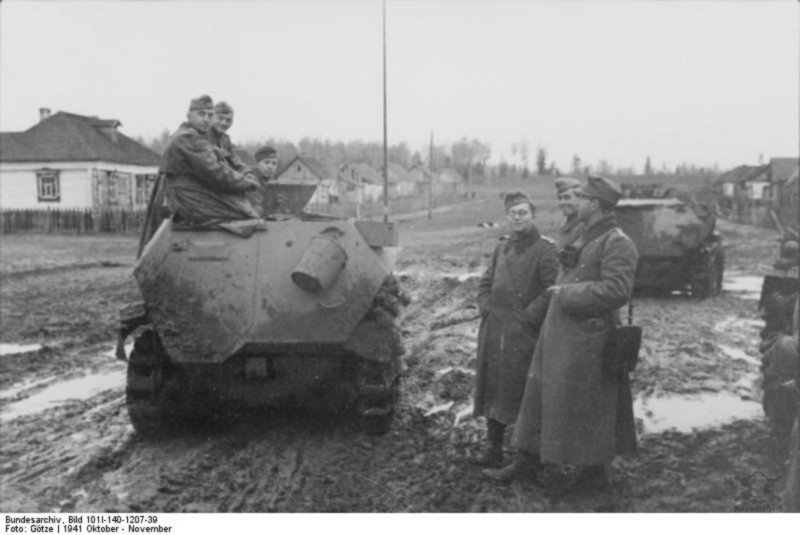 Bundesarchiv, Bild 101I-140-1207-39
Foto: Götze | 1941 Oktober - November